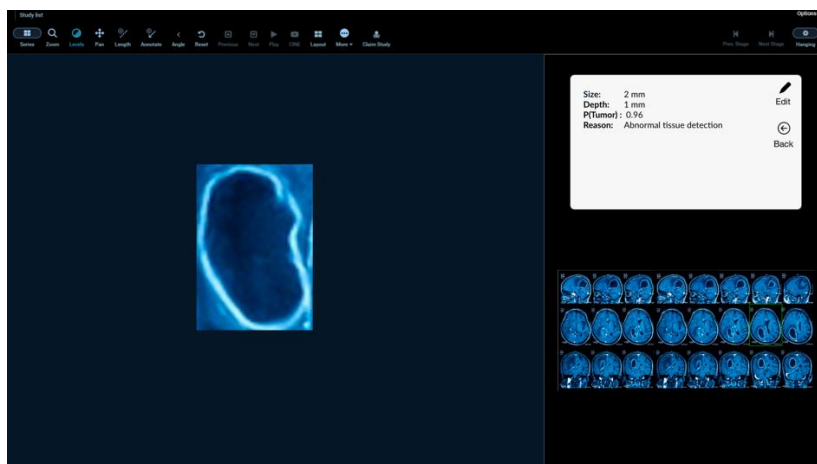 Study list
Options
Series Zoom Levels Pan Length Annotate Angle Reset Previous Next Play CINE Layout More Claim Study Prev. Stage Next Stage Hanging
Size: 2 mm
Depth: 1 mm
P(Tumor) : 0.96
Reason: Abnormal tissue detection
Edit
Back